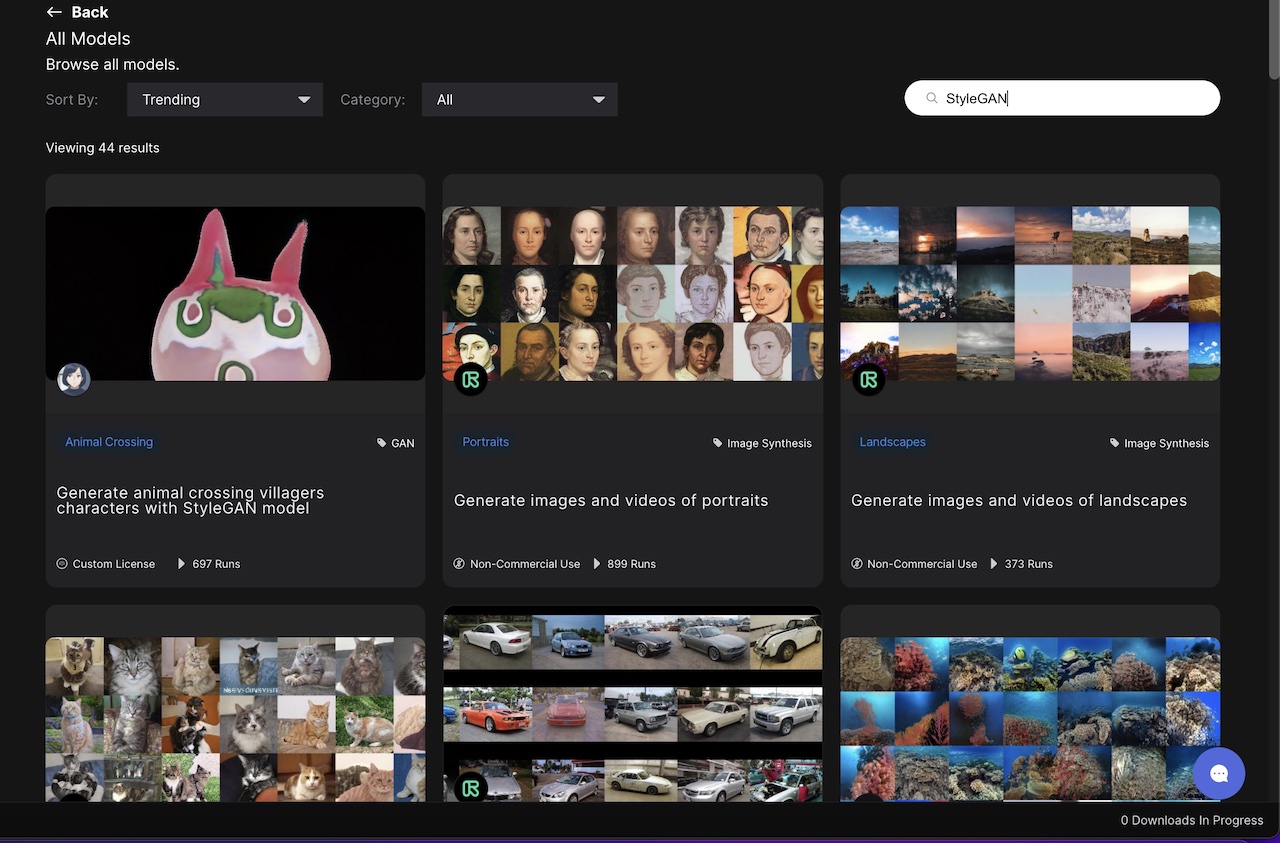 Back
All Models
Browse all models.
Sort By: Trending Category: All StyleGAN
Viewing 44 results
Animal Crossing GAN
Generate animal crossing villagers
characters with StyleGAN model
Custom License 697 Runs
Portraits Image Synthesis
Generate images and videos of portraits
Non-Commercial Use 899 Runs
Landscapes Image Synthesis
Generate images and videos of landscapes
Non-Commercial Use 373 Runs
0 Downloads In Progress